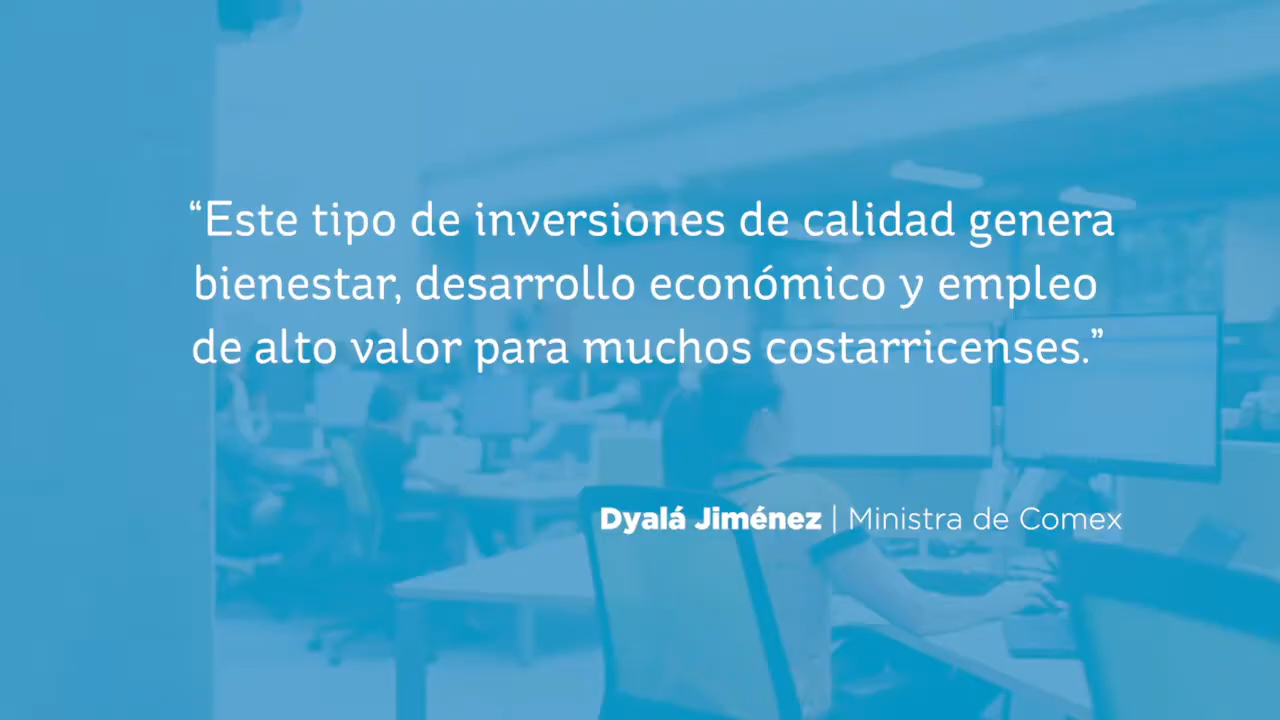 “Este tipo de inversiones de calidad genera
bienestar, desarrollo económico y empleo
de alto valor para muchos costarricenses.”
Dyalá Jiménez | Ministra de Comex